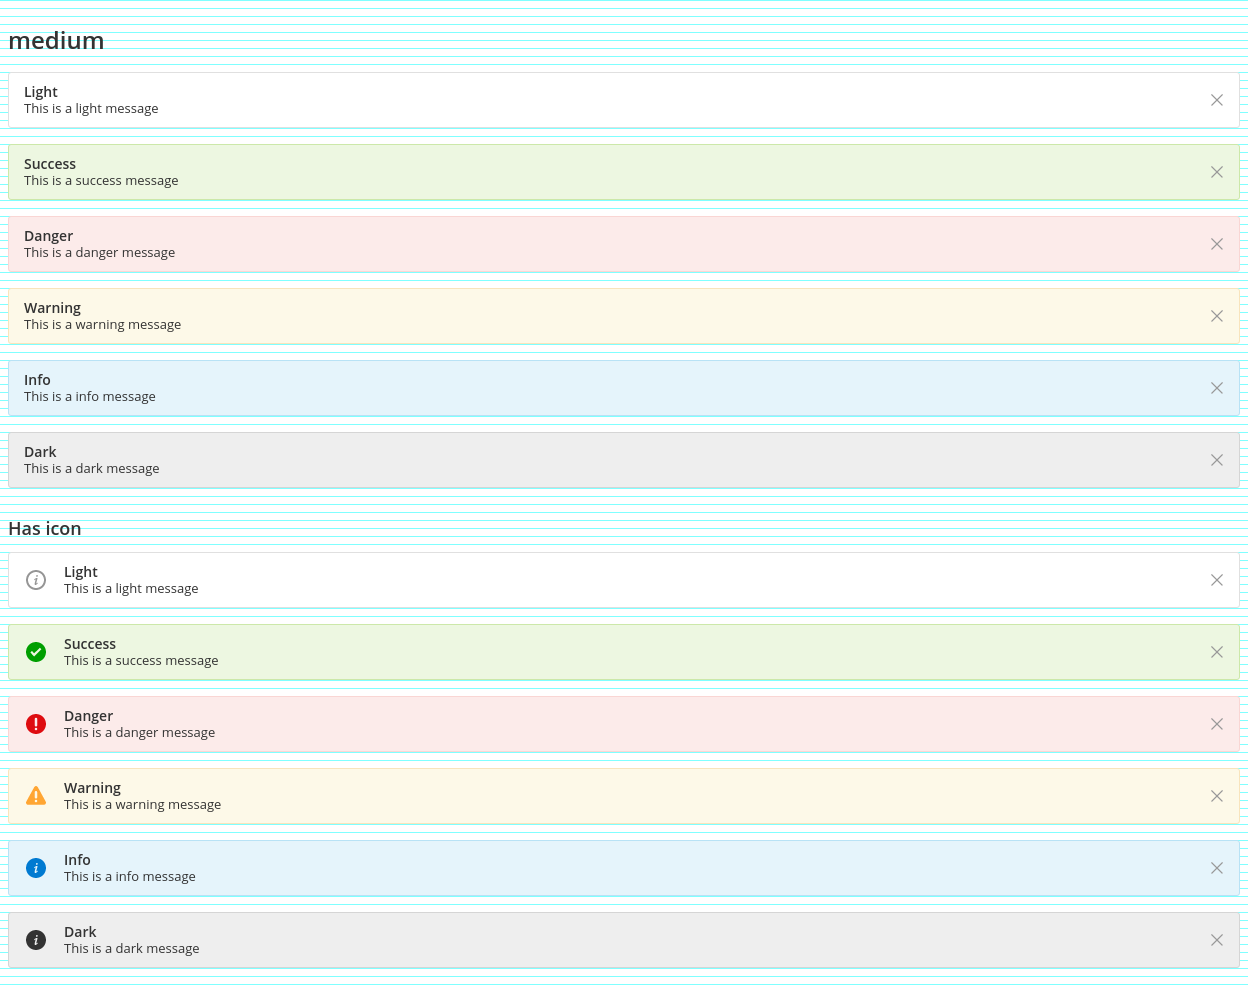 medium
Light
This is a light message
Success
This is a success message
Danger
This is a danger message
Warning
This is a warning message
Info
This is a info message
Dark
This is a dark message
Has icon
Light
This is a light message
Success
This is a success message
Danger
This is a danger message
Warning
This is a warning message
Info
This is a info message
Dark
This is a dark message